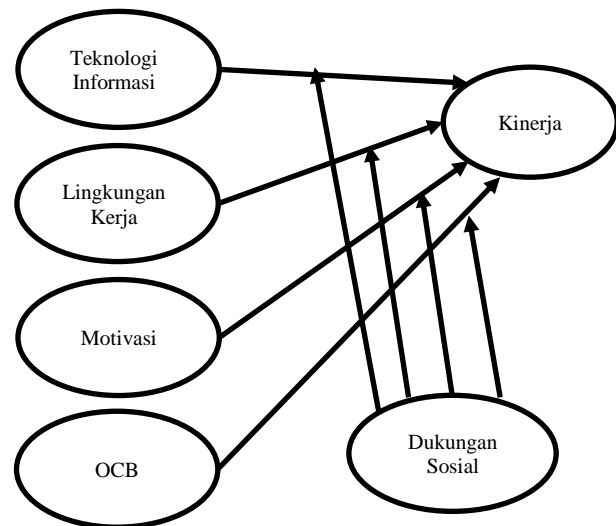 Teknologi
Informasi
Kinerja
Lingkungan
Kerja
Motivasi
OCB
Dukungan
Sosial